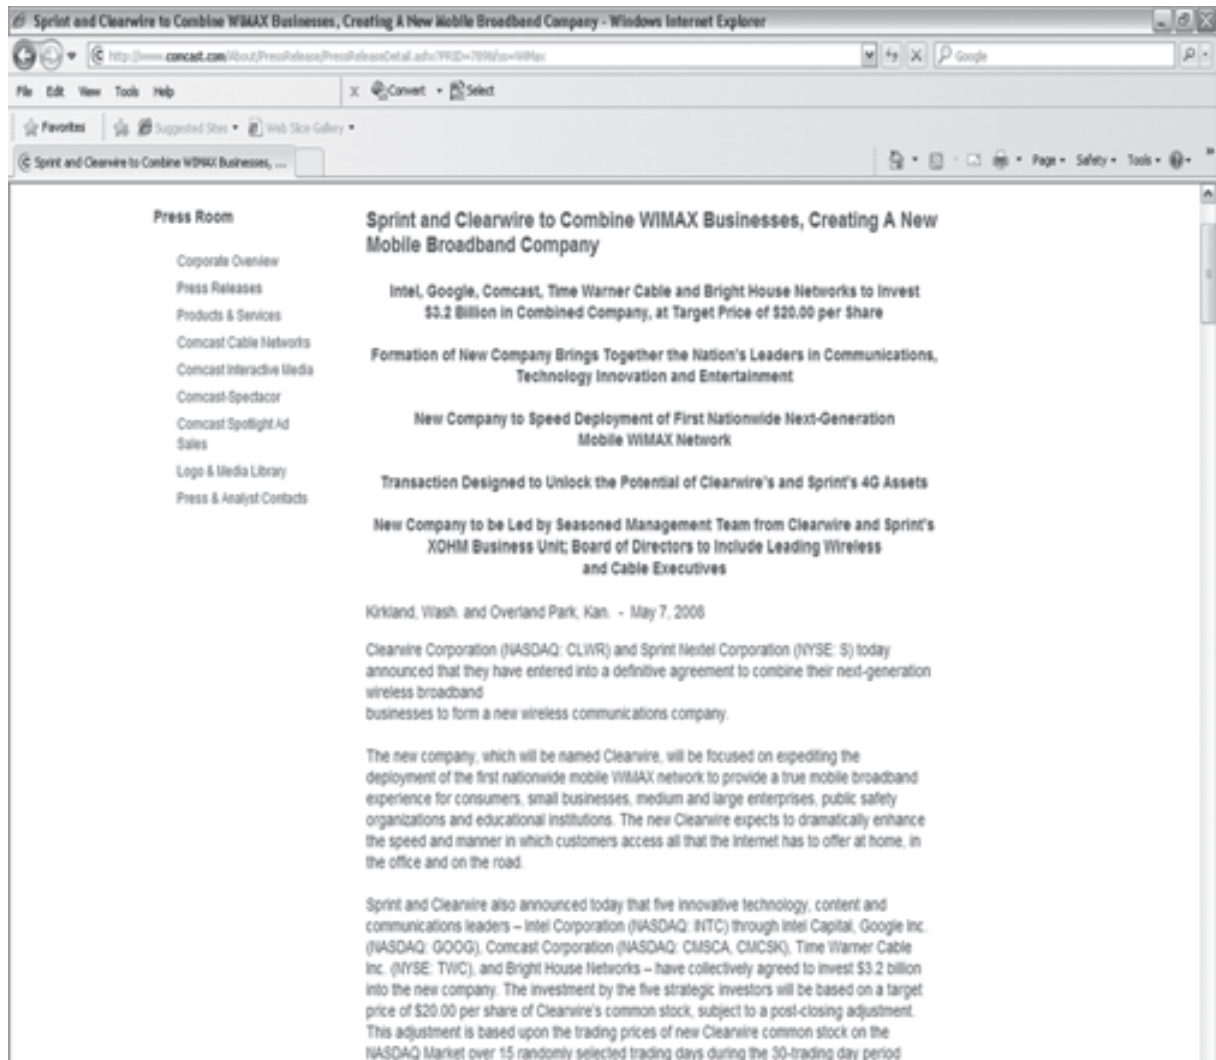 Sprint and Clearwire to Combine WiMAX Businesses, Creating A New Mobile Broadband Company - Windows Internet Explorer
Google
File Edit View Tools Help X Convert Select
Favorites Suggested Sites Web Slice Gallery
Sprint and Clearwire to Combine WiMAX Businesses, ... Page Safety Tools
Press Room
Corporate Overview
Press Releases
Products & Services
Comcast Cable Networks
Comcast Interactive Media
Comcast-Spectacor
Comcast Spotlight Ad
Sales
Logo & Media Library
Press & Analyst Contacts
Sprint and Clearwire to Combine WIMAX Businesses, Creating A New
Mobile Broadband Company
Intel, Google, Comcast, Time Warner Cable and Bright House Networks to Invest
$3.2 Billion in Combined Company, at Target Price of $20.00 per Share
Formation of New Company Brings Together the Nation's Leaders in Communications,
Technology Innovation and Entertainment
New Company to Speed Deployment of First Nationwide Next-Generation
Mobile WiMAX Network
Transaction Designed to Unlock the Potential of Clearwire's and Sprint's 4G Assets
New Company to be Led by Seasoned Management Team from Clearwire and Sprint's
XOHM Business Unit; Board of Directors to Include Leading Wireless
and Cable Executives
Kirkland, Wash. and Overland Park, Kan. - May 7, 2008
Clearwire Corporation (NASDAQ: CLWR) and Sprint Nextel Corporation (NYSE: S) today
announced that they have entered into a definitive agreement to combine their next-generation
wireless broadband
businesses to form a new wireless communications company.
The new company, which will be named Clearwire, will be focused on expediting the
deployment of the first nationwide mobile WiMAX network to provide a true mobile broadband
experience for consumers, small businesses, medium and large enterprises, public safety
organizations and educational institutions. The new Clearwire expects to dramatically enhance
the speed and manner in which customers access all that the Internet has to offer at home, in
the office and on the road.
Sprint and Clearwire also announced today that five innovative technology, content and
communications leaders – Intel Corporation (NASDAQ: INTC) through Intel Capital, Google Inc.
(NASDAQ: GOOG), Comcast Corporation (NASDAQ: CMSCA, CMCSK), Time Warner Cable
Inc. (NYSE: TWC), and Bright House Networks – have collectively agreed to invest $3.2 billion
into the new company. The investment by the five strategic investors will be based on a target
price of $20.00 per share of Clearwire's common stock, subject to a post-closing adjustment.
This adjustment is based upon the trading prices of new Clearwire common stock on the
NASDAQ Market over 15 randomly selected trading days during the 30-trading day period